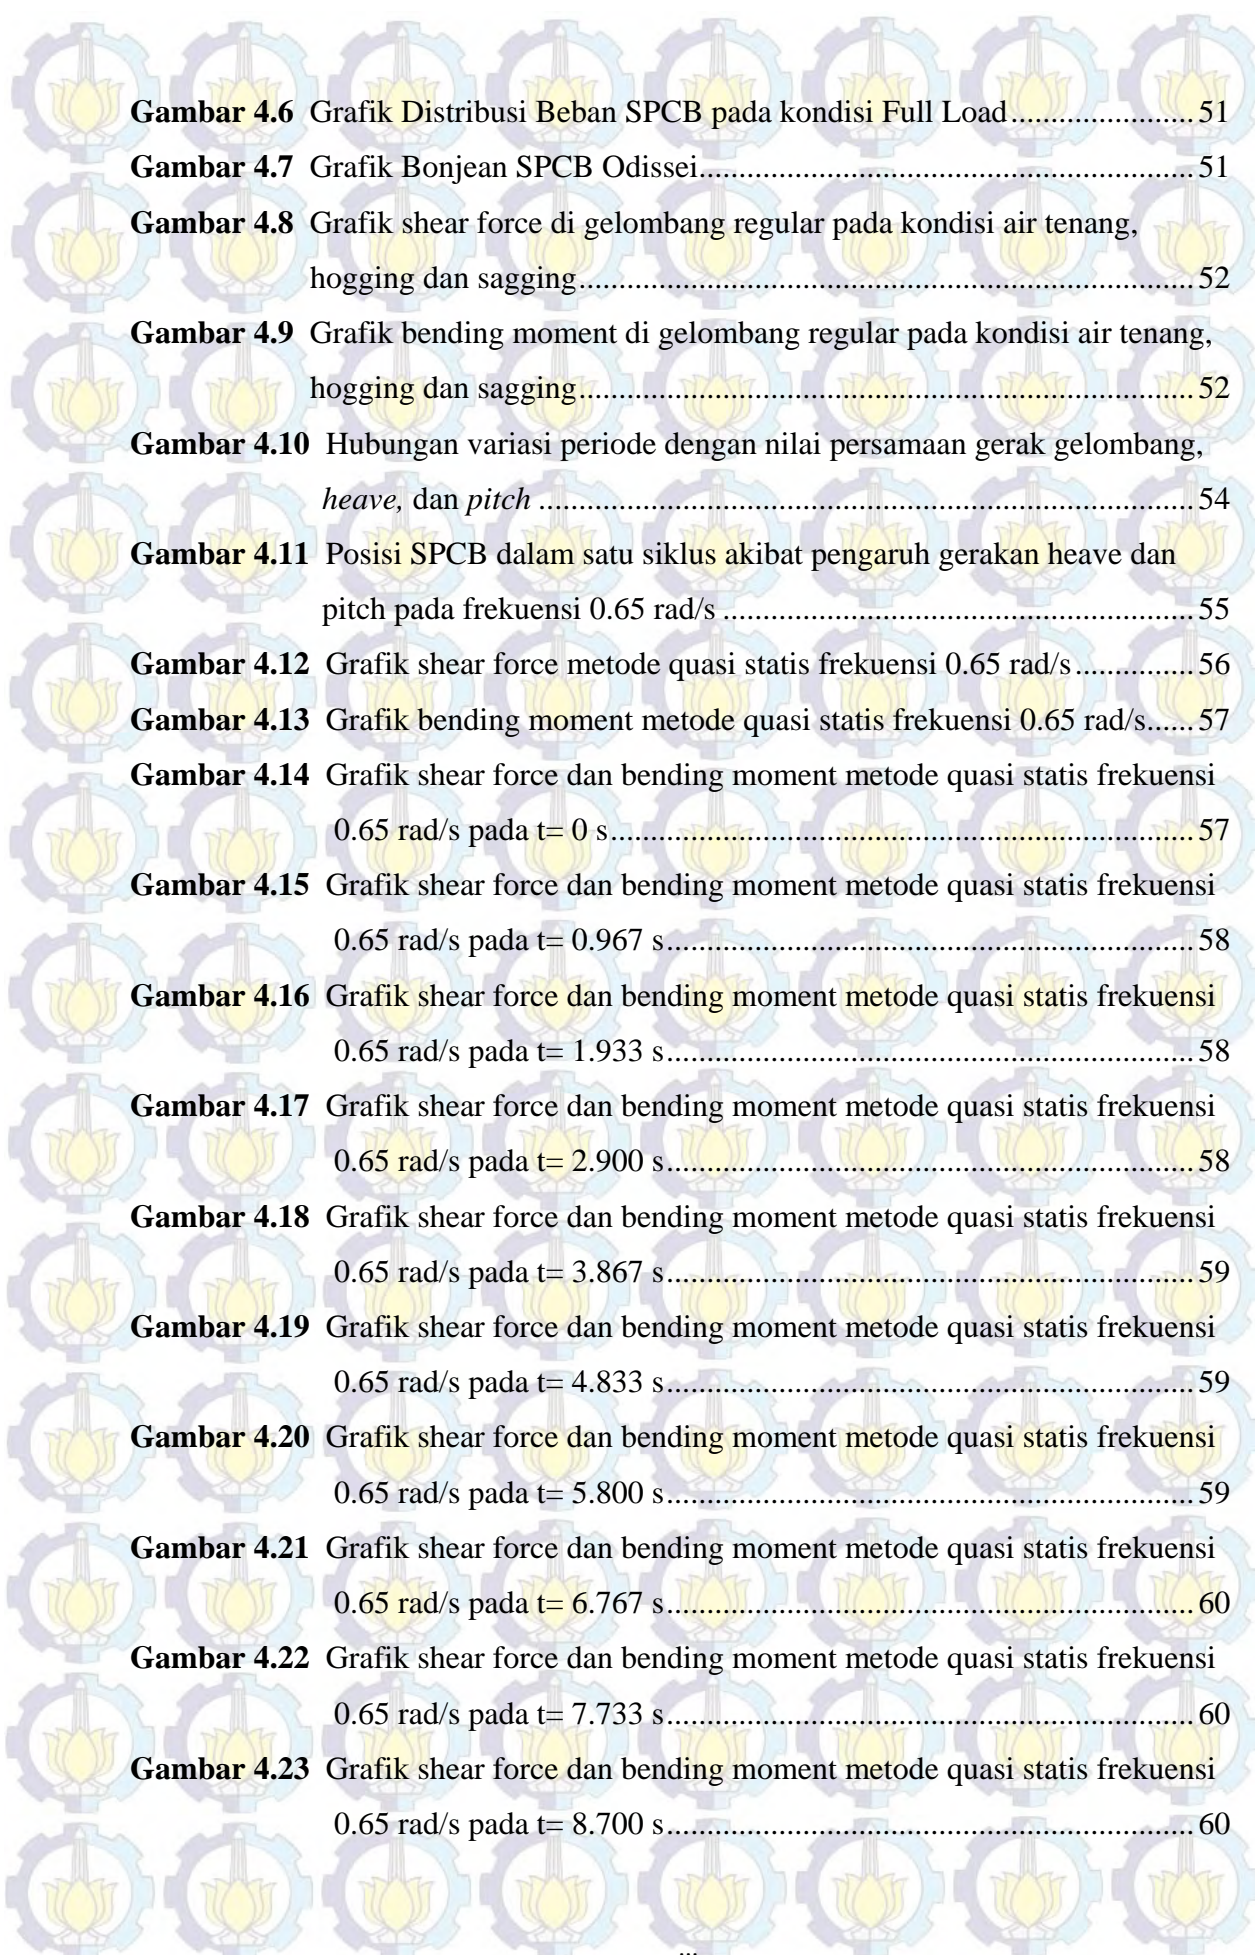 Gambar 4.6 Grafik Distribusi Beban SPCB pada kondisi Full Load.......................51
Gambar 4.7 Grafik Bonjean SPCB Odissei..............................................................51
Gambar 4.8 Grafik shear force di gelombang regular pada kondisi air tenang,
hogging dan sagging.............................................................................52
Gambar 4.9 Grafik bending moment di gelombang regular pada kondisi air tenang,
hogging dan sagging.............................................................................52
Gambar 4.10 Hubungan variasi periode dengan nilai persamaan gerak gelombang,
heave, dan pitch ..................................................................................54
Gambar 4.11 Posisi SPCB dalam satu siklus akibat pengaruh gerakan heave dan
pitch pada frekuensi 0.65 rad/s ...........................................................55
Gambar 4.12 Grafik shear force metode quasi statis frekuensi 0.65 rad/s...............56
Gambar 4.13 Grafik bending moment metode quasi statis frekuensi 0.65 rad/s......57
Gambar 4.14 Grafik shear force dan bending moment metode quasi statis frekuensi
0.65 rad/s pada t= 0 s.........................................................................57
Gambar 4.15 Grafik shear force dan bending moment metode quasi statis frekuensi
0.65 rad/s pada t= 0.967 s..................................................................58
Gambar 4.16 Grafik shear force dan bending moment metode quasi statis frekuensi
0.65 rad/s pada t= 1.933 s..................................................................58
Gambar 4.17 Grafik shear force dan bending moment metode quasi statis frekuensi
0.65 rad/s pada t= 2.900 s..................................................................58
Gambar 4.18 Grafik shear force dan bending moment metode quasi statis frekuensi
0.65 rad/s pada t= 3.867 s..................................................................59
Gambar 4.19 Grafik shear force dan bending moment metode quasi statis frekuensi
0.65 rad/s pada t= 4.833 s..................................................................59
Gambar 4.20 Grafik shear force dan bending moment metode quasi statis frekuensi
0.65 rad/s pada t= 5.800 s..................................................................59
Gambar 4.21 Grafik shear force dan bending moment metode quasi statis frekuensi
0.65 rad/s pada t= 6.767 s..................................................................60
Gambar 4.22 Grafik shear force dan bending moment metode quasi statis frekuensi
0.65 rad/s pada t= 7.733 s..................................................................60
Gambar 4.23 Grafik shear force dan bending moment metode quasi statis frekuensi
0.65 rad/s pada t= 8.700 s..................................................................60